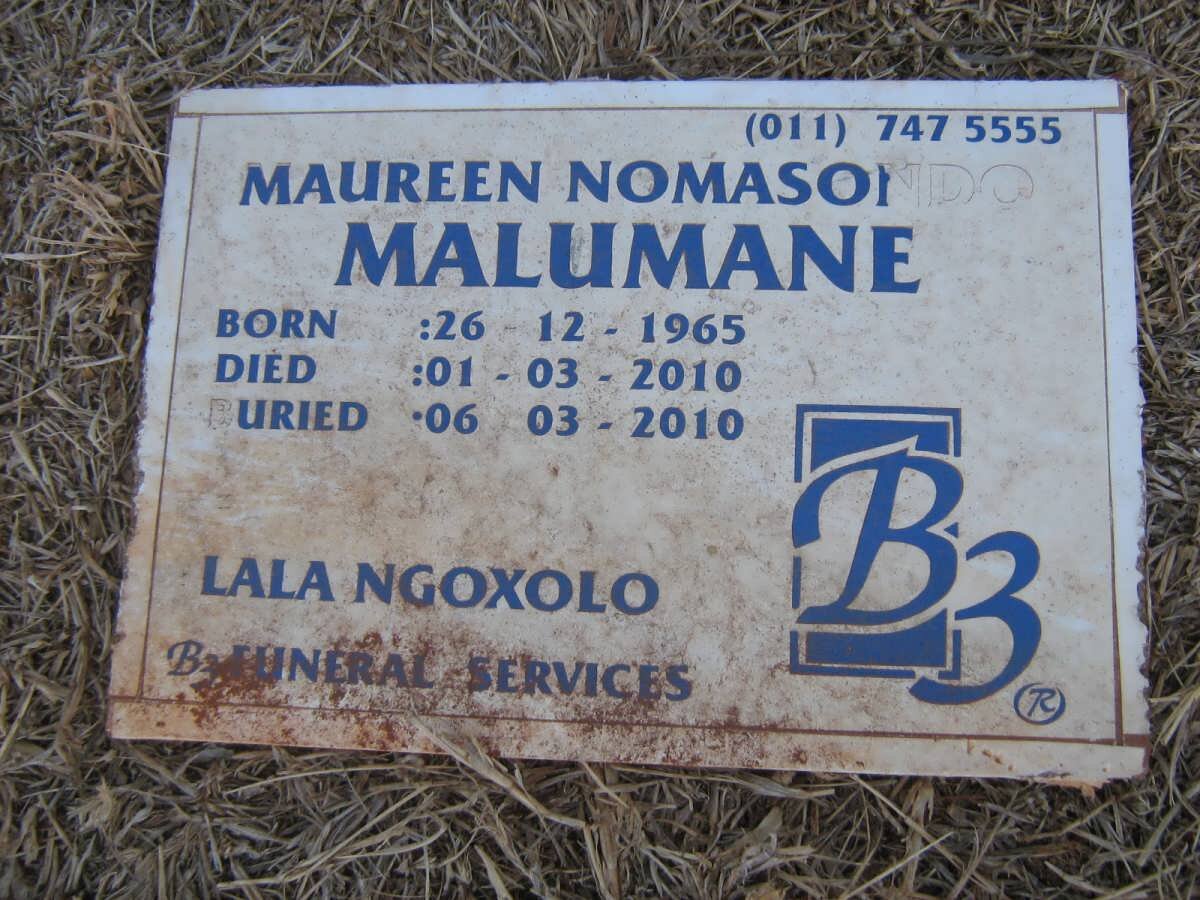 (011) 747 5555
MAUREEN NOMASONDO
MALUMANE
BORN :26 12 - 1965
DIED :01 - 03 - 2010
BURIED :06 03 - 2010
LALA NGOXOLO
B3 FUNERAL SERVICES
B3
R